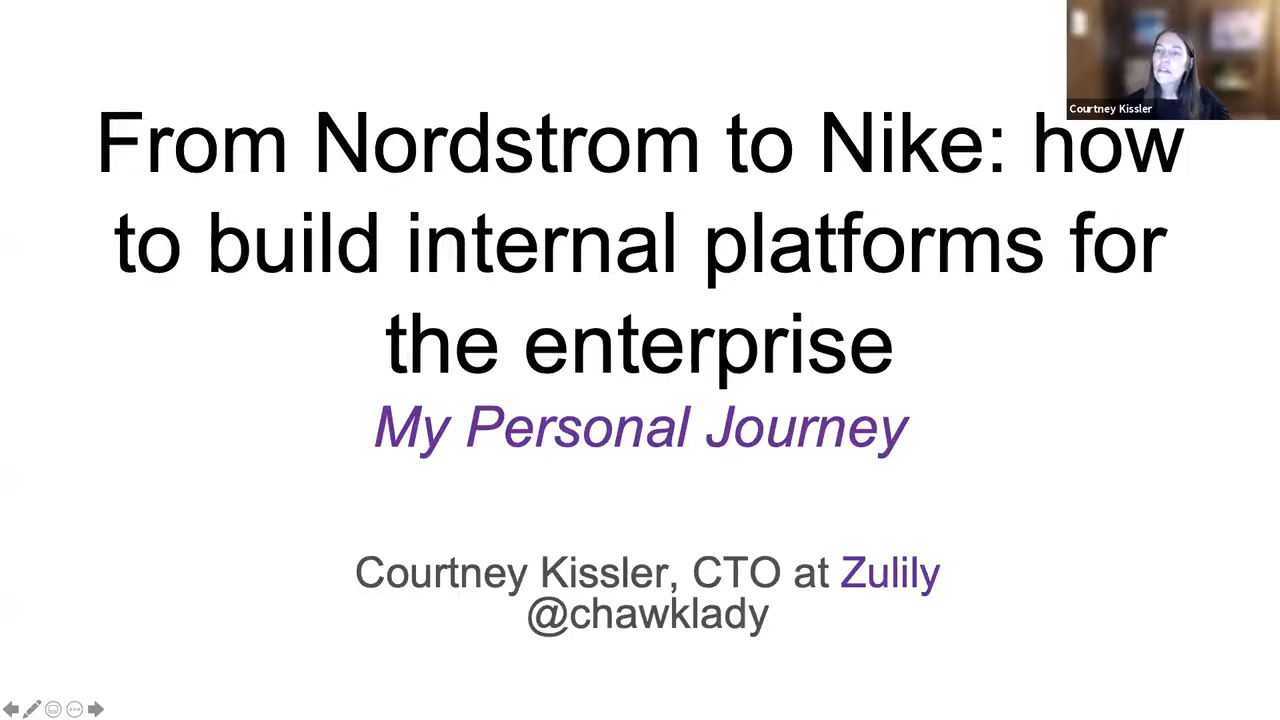 Courtney Kissler
From Nordstrom to Nike: how
to build internal platforms for
the enterprise
My Personal Journey
Courtney Kissler, CTO at Zulily
@chawklady